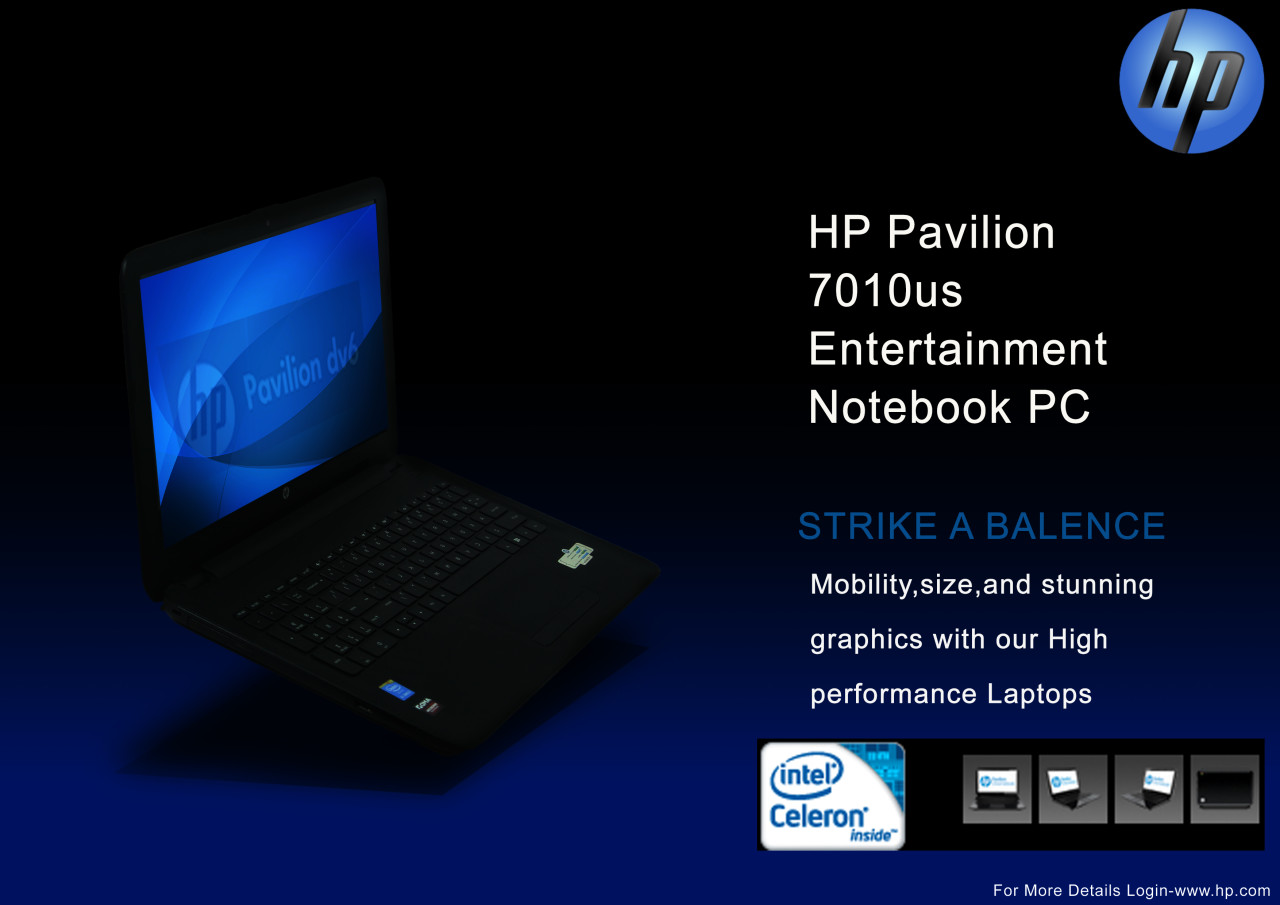 hp
HP Pavilion
7010us
Entertainment
Notebook PC
hp Pavilion dv6
STRIKE A BALENCE
Mobility,size,and stunning
graphics with our High
performance Laptops
intel
Celeron
inside™
For More Details Login-www.hp.com